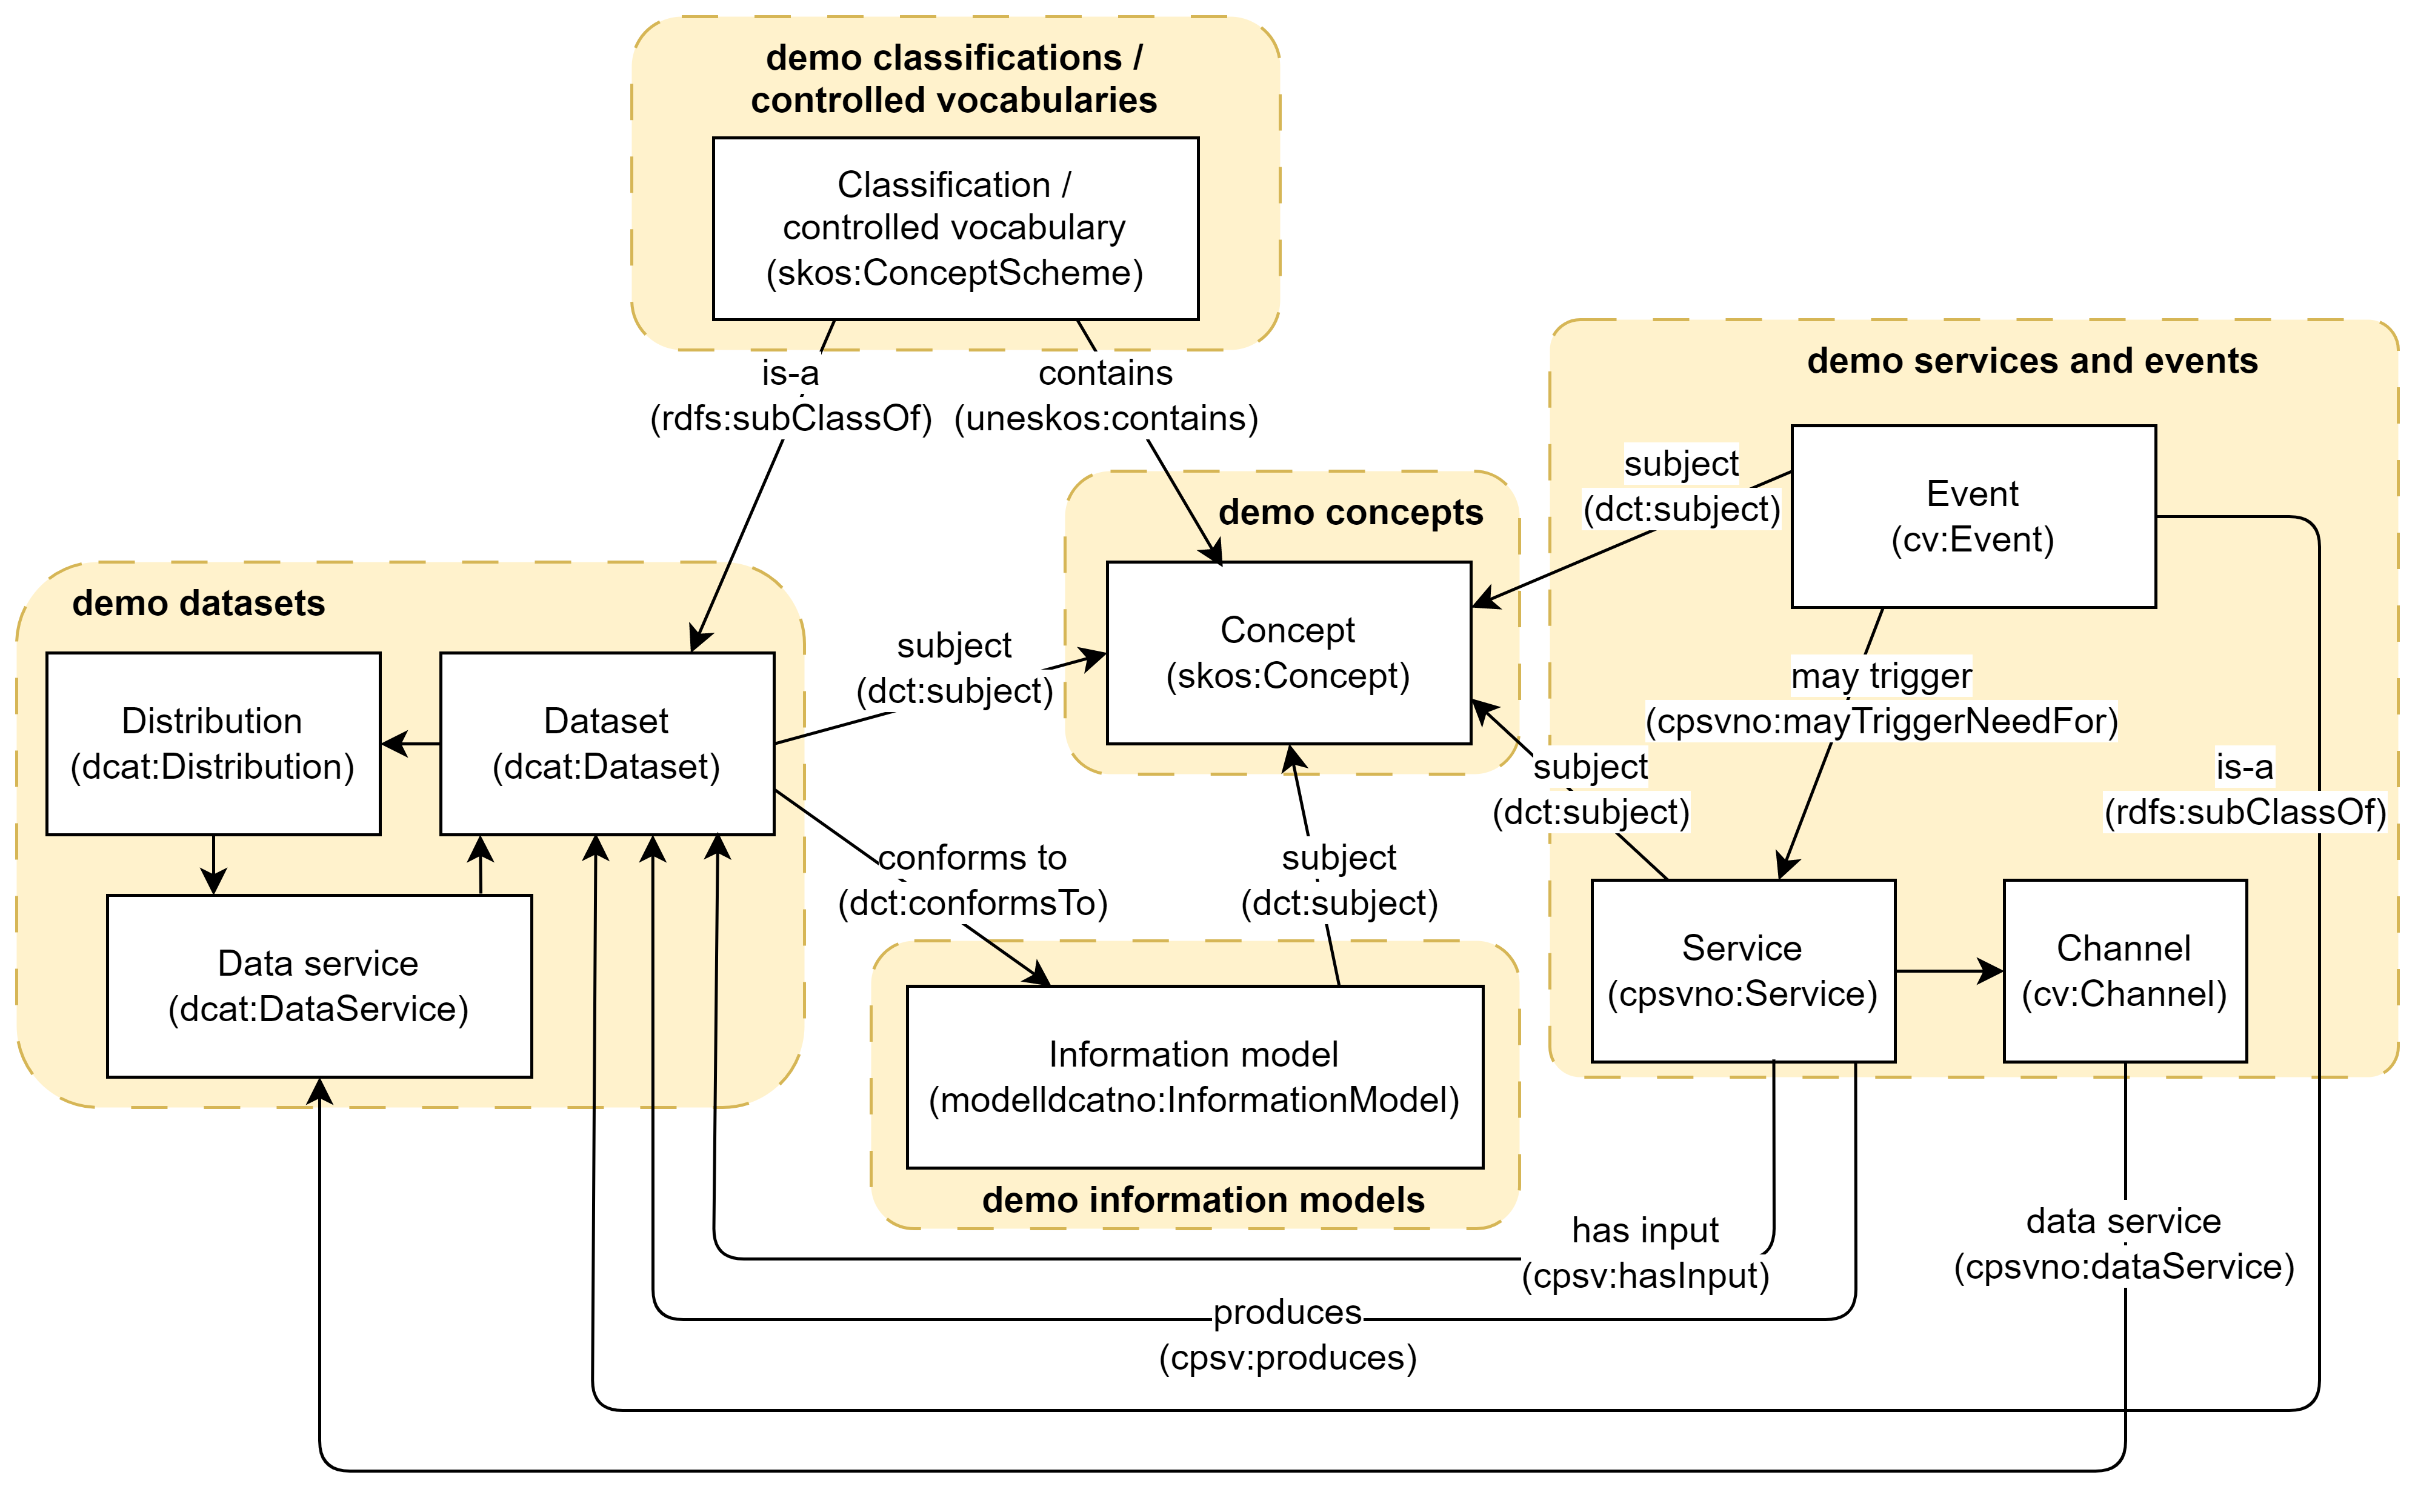 demo classifications /
controlled vocabularies
Classification /
controlled vocabulary
(skos:ConceptScheme)
is-a
(rdfs:subClassOf)
contains
(uneskos:contains)
demo services and events
Event
(cv:Event)
subject
(dct:subject)
demo concepts
Concept
(skos:Concept)
demo datasets
Distribution
(dcat:Distribution)
Dataset
(dcat:Dataset)
subject
(dct:subject)
may trigger
(cpsvno:mayTriggerNeedFor)
subject
(dct:subject)
is-a
(rdfs:subClassOf)
conforms to
(dct:conformsTo)
subject
(dct:subject)
Data service
(dcat:DataService)
Service
(cpsvno:Service)
Channel
(cv:Channel)
Information model
(modelldcatno:InformationModel)
demo information models
has input
(cpsv:hasInput)
data service
(cpsvno:dataService)
produces
(cpsv:produces)